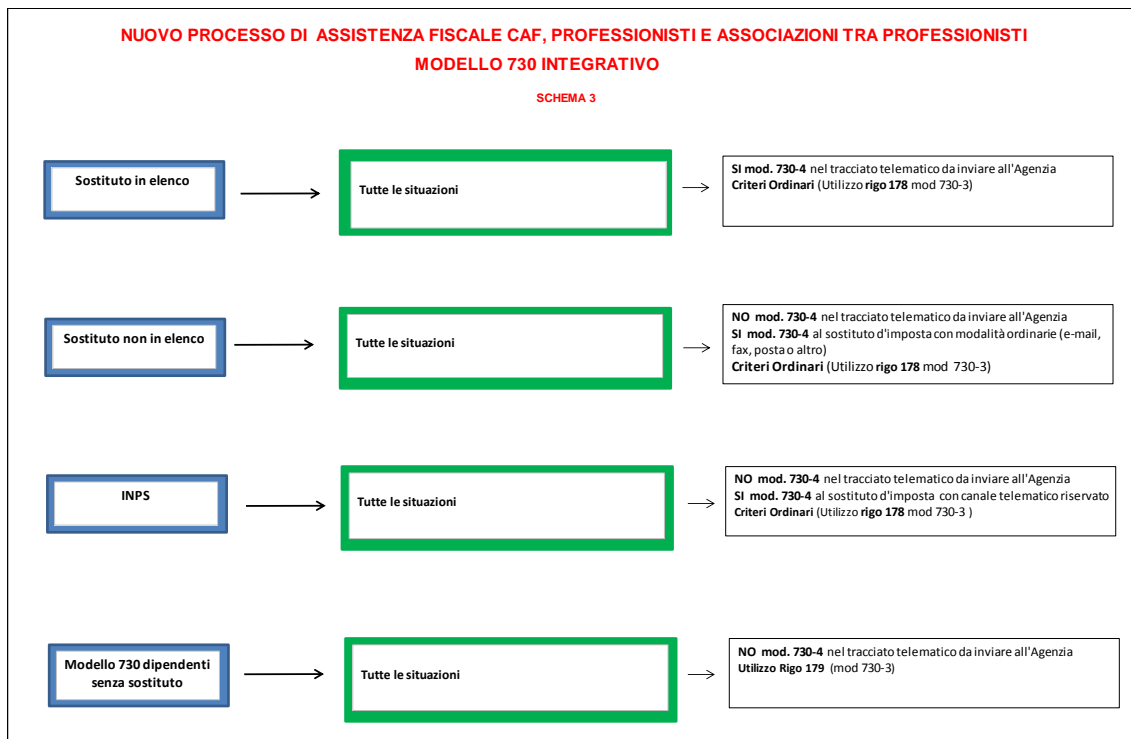 NUOVO PROCESSO DI ASSISTENZA FISCALE CAF, PROFESSIONISTI E ASSOCIAZIONI TRA PROFESSIONISTI
MODELLO 730 INTEGRATIVO
SCHEMA 3
Sostituto in elenco
Tutte le situazioni
SI mod. 730-4 nel tracciato telematico da inviare all'Agenzia
Criteri Ordinari (Utilizzo rigo 178 mod 730-3)
Sostituto non in elenco
Tutte le situazioni
NO mod. 730-4 nel tracciato telematico da inviare all'Agenzia
SI mod. 730-4 al sostituto d'imposta con modalità ordinarie (e-mail,
fax, posta o altro)
Criteri Ordinari (Utilizzo rigo 178 mod 730-3)
INPS
Tutte le situazioni
NO mod. 730-4 nel tracciato telematico da inviare all'Agenzia
SI mod. 730-4 al sostituto d'imposta con canale telematico riservato
Criteri Ordinari (Utilizzo rigo 178 mod 730-3 )
Modello 730 dipendenti
senza sostituto
Tutte le situazioni
NO mod. 730-4 nel tracciato telematico da inviare all'Agenzia
Utilizzo Rigo 179 (mod 730-3)